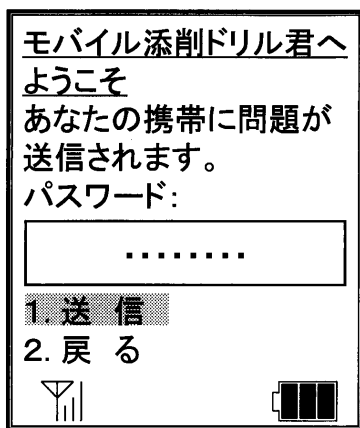 モバイル添削ドリル君へ
ようこそ
あなたの携帯に問題が
送信されます。
パスワード:
........
1. 送 信
2. 戻 る